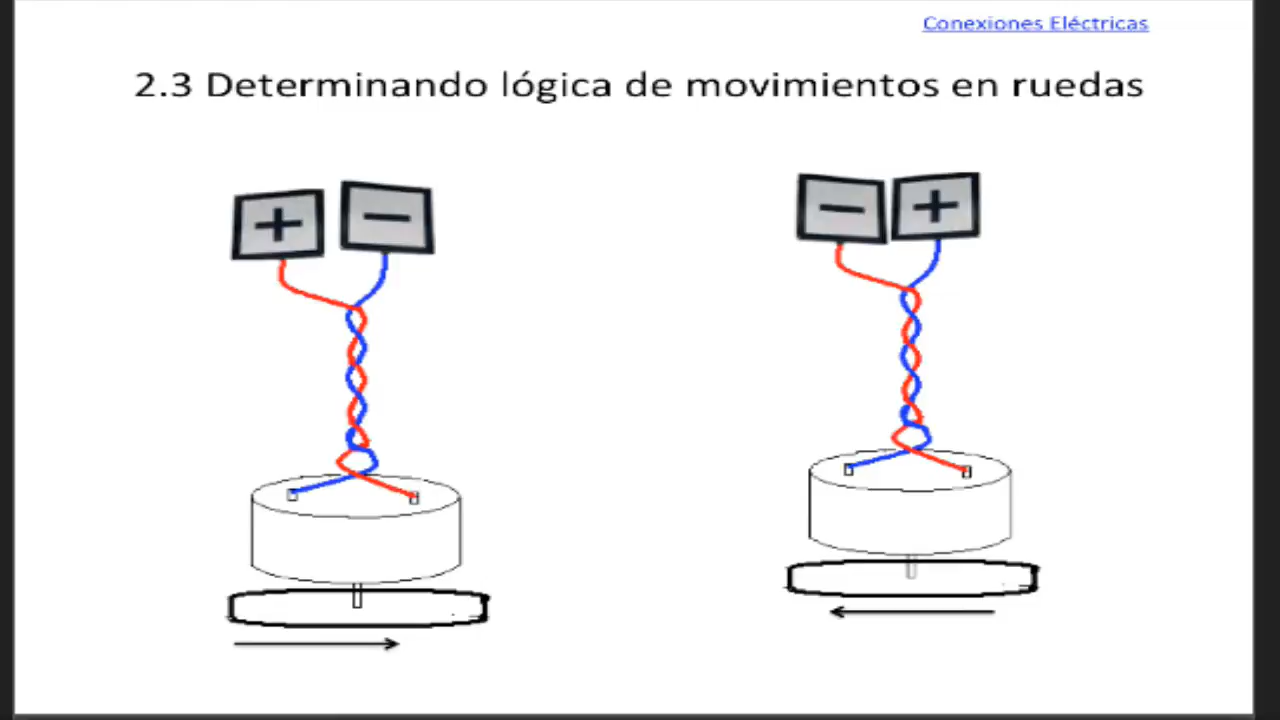 Conexiones Eléctricas
2.3 Determinando lógica de movimientos en ruedas
+ − − +